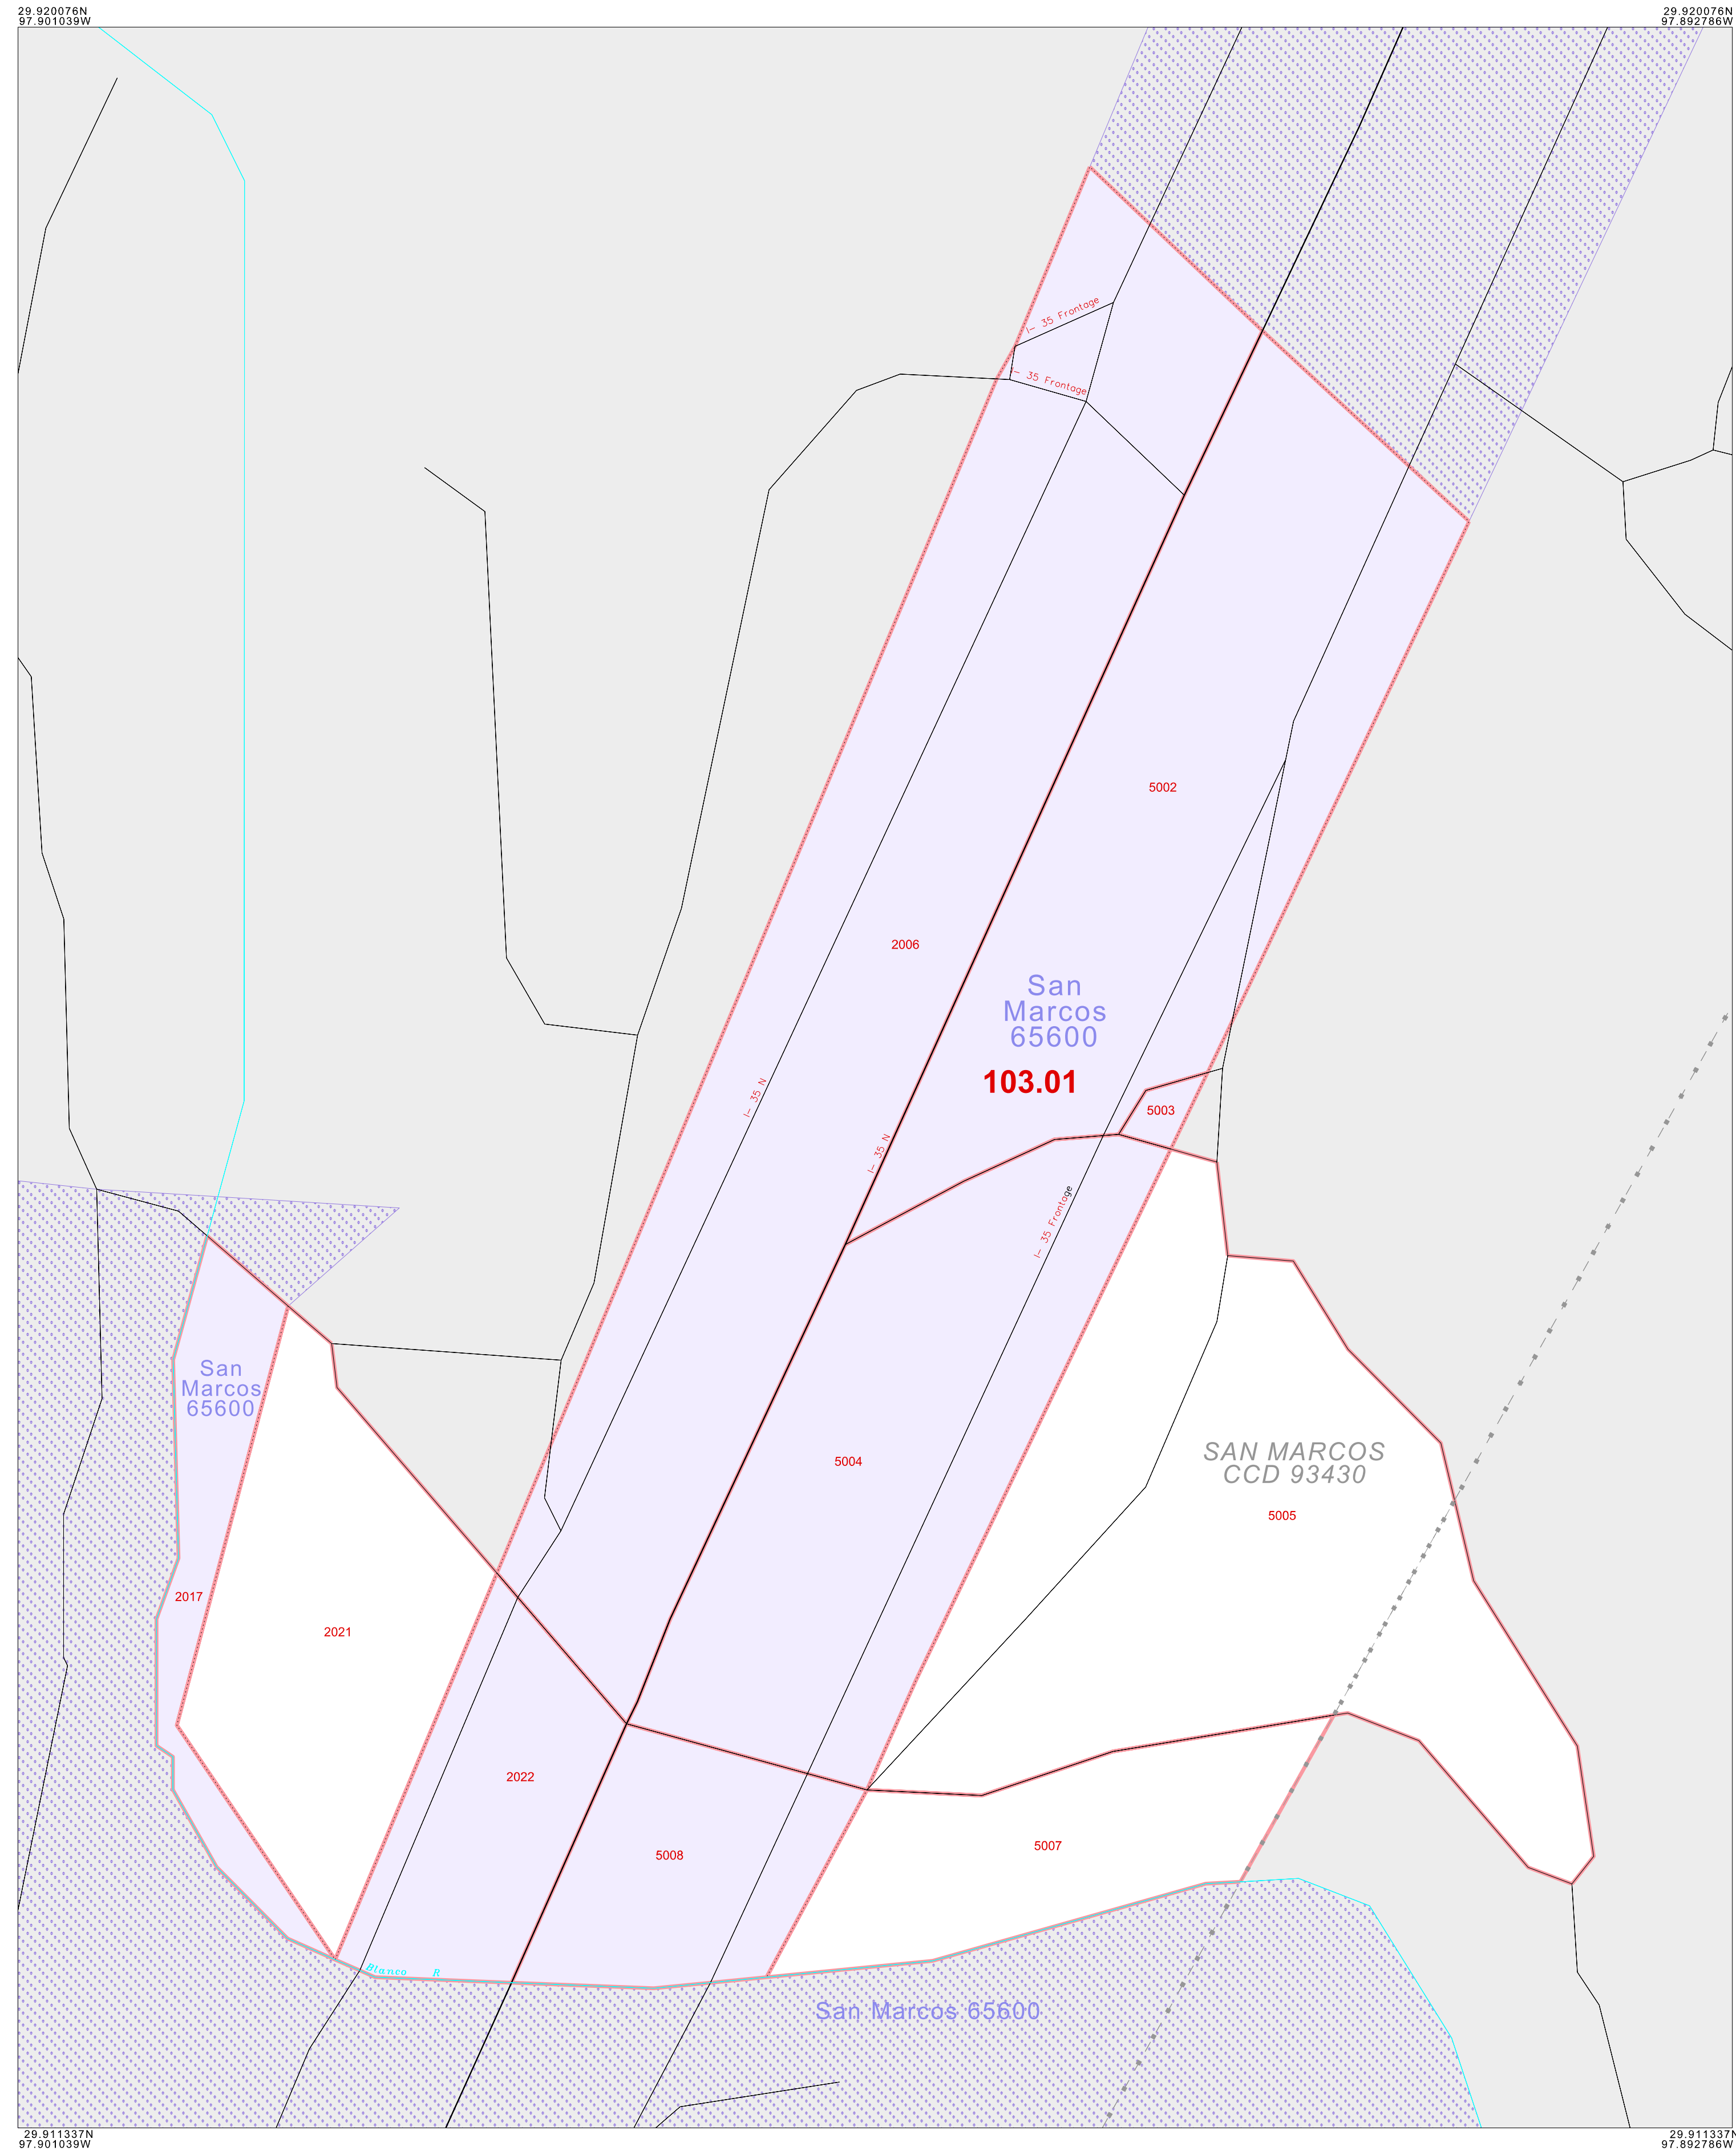 29.920076N
97.901039W
29.920076N
97.892786W
I- 35 Frontage
I- 35 Frontage
5002
2006
San
Marcos
65600
103.01
I- 35 N
5003
I- 35 N
I- 35 Frontage
San
Marcos
65600
SAN MARCOS
CCD 93430
5004
5005
2017
2021
2022
5007
5008
Blanco R
San Marcos 65600
29.911337N
97.901039W
29.911337N
97.892786W